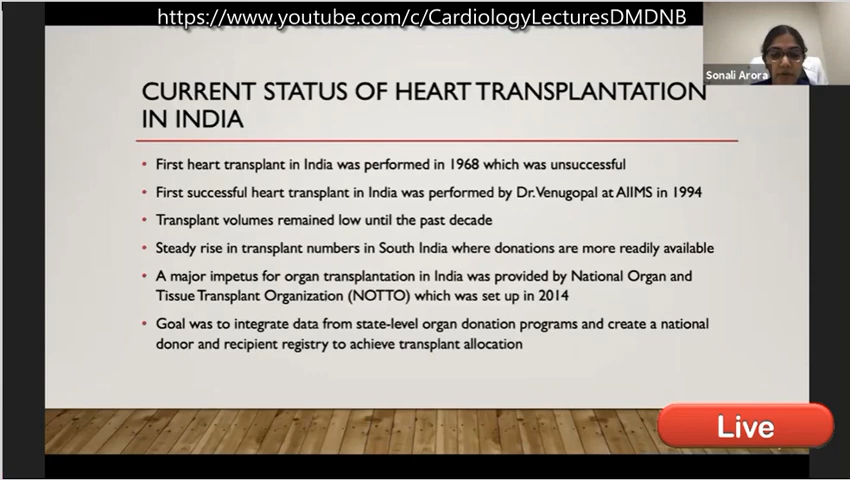 https://www.youtube.com/c/CardiologyLecturesDMDNB
Sonali Arora
CURRENT STATUS OF HEART TRANSPLANTATION
IN INDIA
• First heart transplant in India was performed in 1968 which was unsuccessful
• First successful heart transplant in India was performed by Dr. Venugopal at AIIMS in 1994
• Transplant volumes remained low until the past decade
• Steady rise in transplant numbers in South India where donations are more readily available
• A major impetus for organ transplantation in India was provided by National Organ and
Tissue Transplant Organization (NOTTO) which was set up in 2014
• Goal was to integrate data from state-level organ donation programs and create a national
donor and recipient registry to achieve transplant allocation
Live